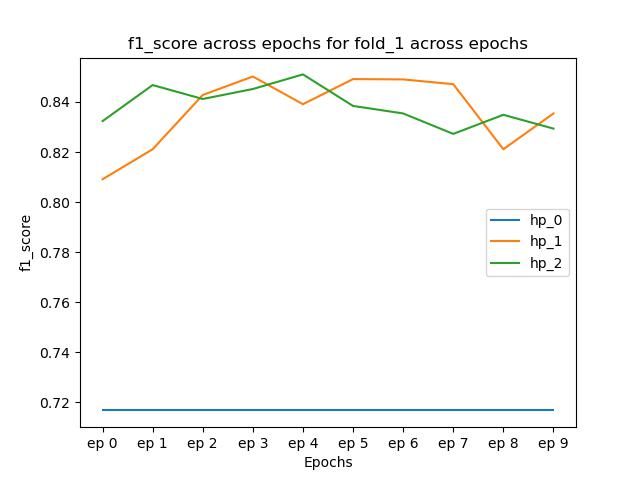 f1_score across epochs for fold_1 across epochs
f1_score
0.84
0.82
0.80
0.78
0.76
0.74
0.72
hp_0
hp_1
hp_2
ep 0 ep 1 ep 2 ep 3 ep 4 ep 5 ep 6 ep 7 ep 8 ep 9
Epochs